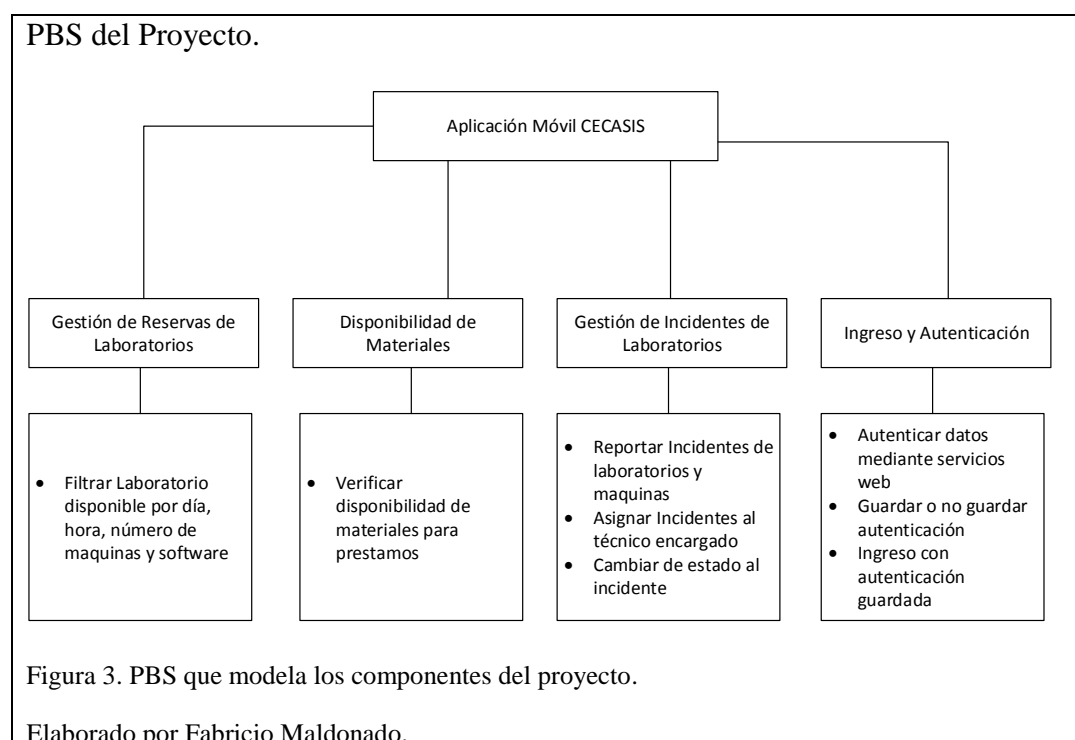 PBS del Proyecto.
Aplicación Móvil CECASIS
Gestión de Reservas de
Laboratorios
Disponibilidad de
Materiales
Gestión de Incidentes de
Laboratorios
Ingreso y Autenticación
• Filtrar Laboratorio
disponible por día,
hora, número de
maquinas y software
• Verificar
disponibilidad de
materiales para
prestamos
• Reportar Incidentes de
laboratorios y
maquinas
• Asignar Incidentes al
técnico encargado
• Cambiar de estado al
incidente
• Autenticar datos
mediante servicios
web
• Guardar o no guardar
autenticación
• Ingreso con
autenticación
guardada
Figura 3. PBS que modela los componentes del proyecto.
Elaborado por Fabricio Maldonado.